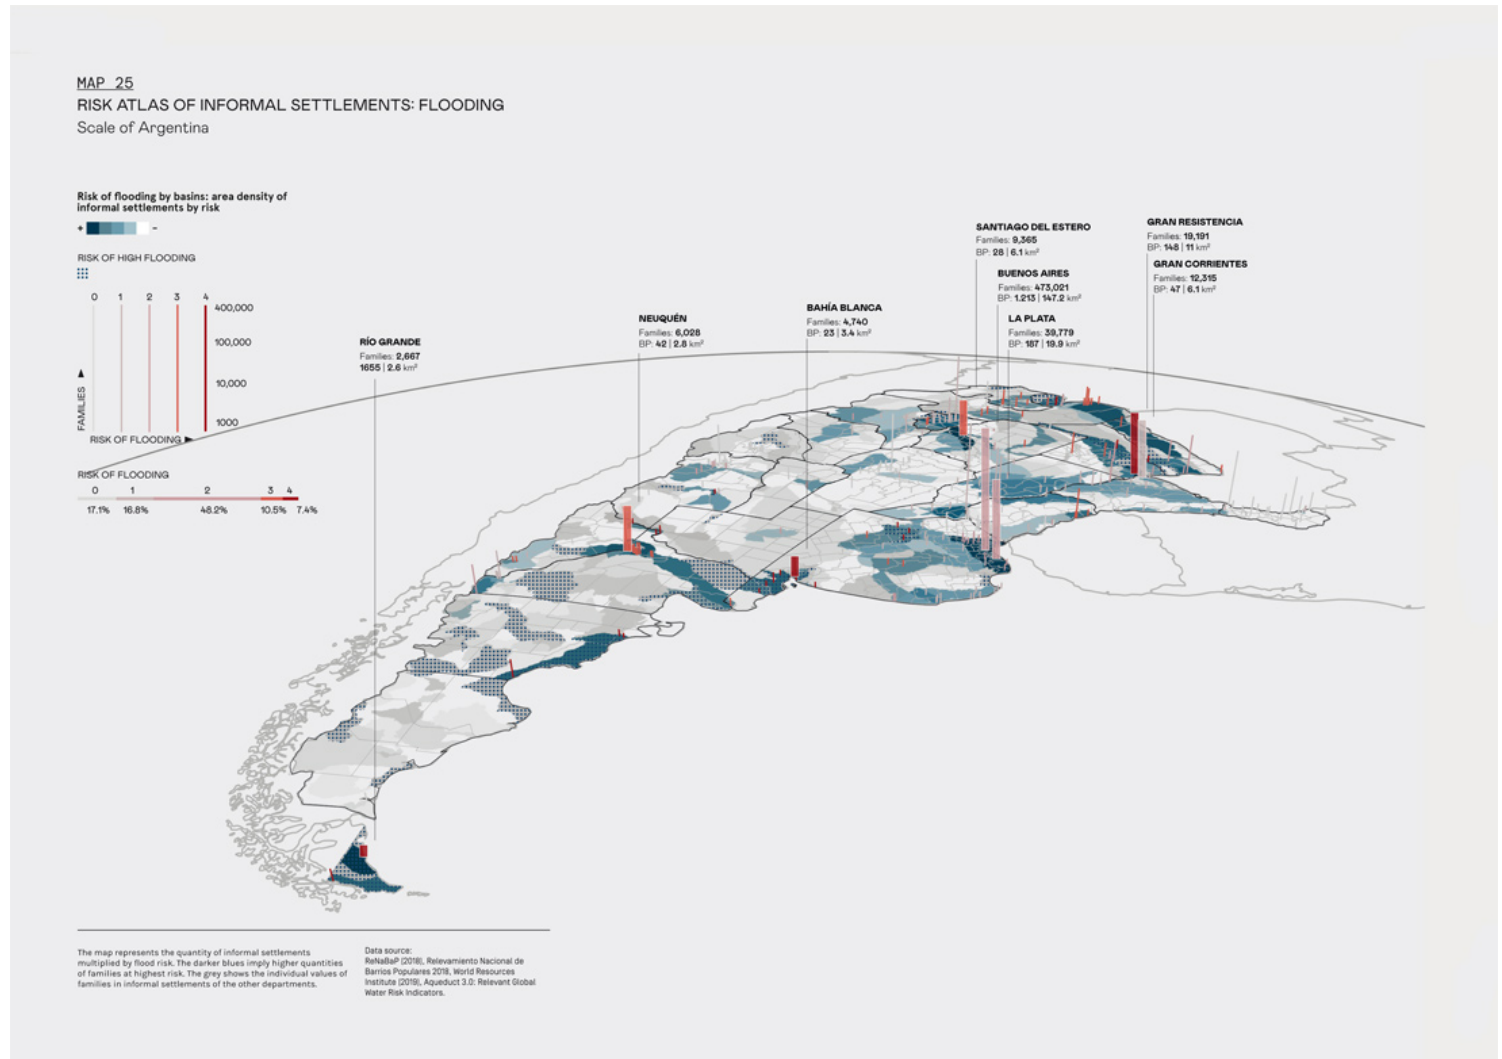 MAP 25
RISK ATLAS OF INFORMAL SETTLEMENTS: FLOODING
Scale of Argentina
Risk of flooding by basins: area density of
informal settlements by risk
+ -
RISK OF HIGH FLOODING
0 1 2 3 4
400,000
100,000
10,000
1000
FAMILIES
RISK OF FLOODING
RISK OF FLOODING
0 1 2 3 4
17.1% 16.8% 48.2% 10.5% 7.4%
RÍO GRANDE
Families: 2,667
1655 | 2.6 km²
NEUQUÉN
Families: 6,028
BP: 42 | 2.8 km²
BAHÍA BLANCA
Families: 4,740
BP: 23 | 3.4 km²
SANTIAGO DEL ESTERO
Families: 9,365
BP: 28 | 6.1 km²
BUENOS AIRES
Families: 473,021
BP: 1.213 | 147.2 km²
LA PLATA
Families: 39,779
BP: 187 | 19.9 km²
GRAN RESISTENCIA
Families: 19,191
BP: 148 | 11 km²
GRAN CORRIENTES
Families: 12,315
BP: 47 | 6.1 km²
The map represents the quantity of informal settlements
multiplied by flood risk. The darker blues imply higher quantities
of families at highest risk. The grey shows the individual values of
families in informal settlements of the other departments.
Data source:
ReNaBaP (2018), Relevamiento Nacional de
Barrios Populares 2018, World Resources
Institute (2019), Aqueduct 3.0: Relevant Global
Water Risk Indicators.